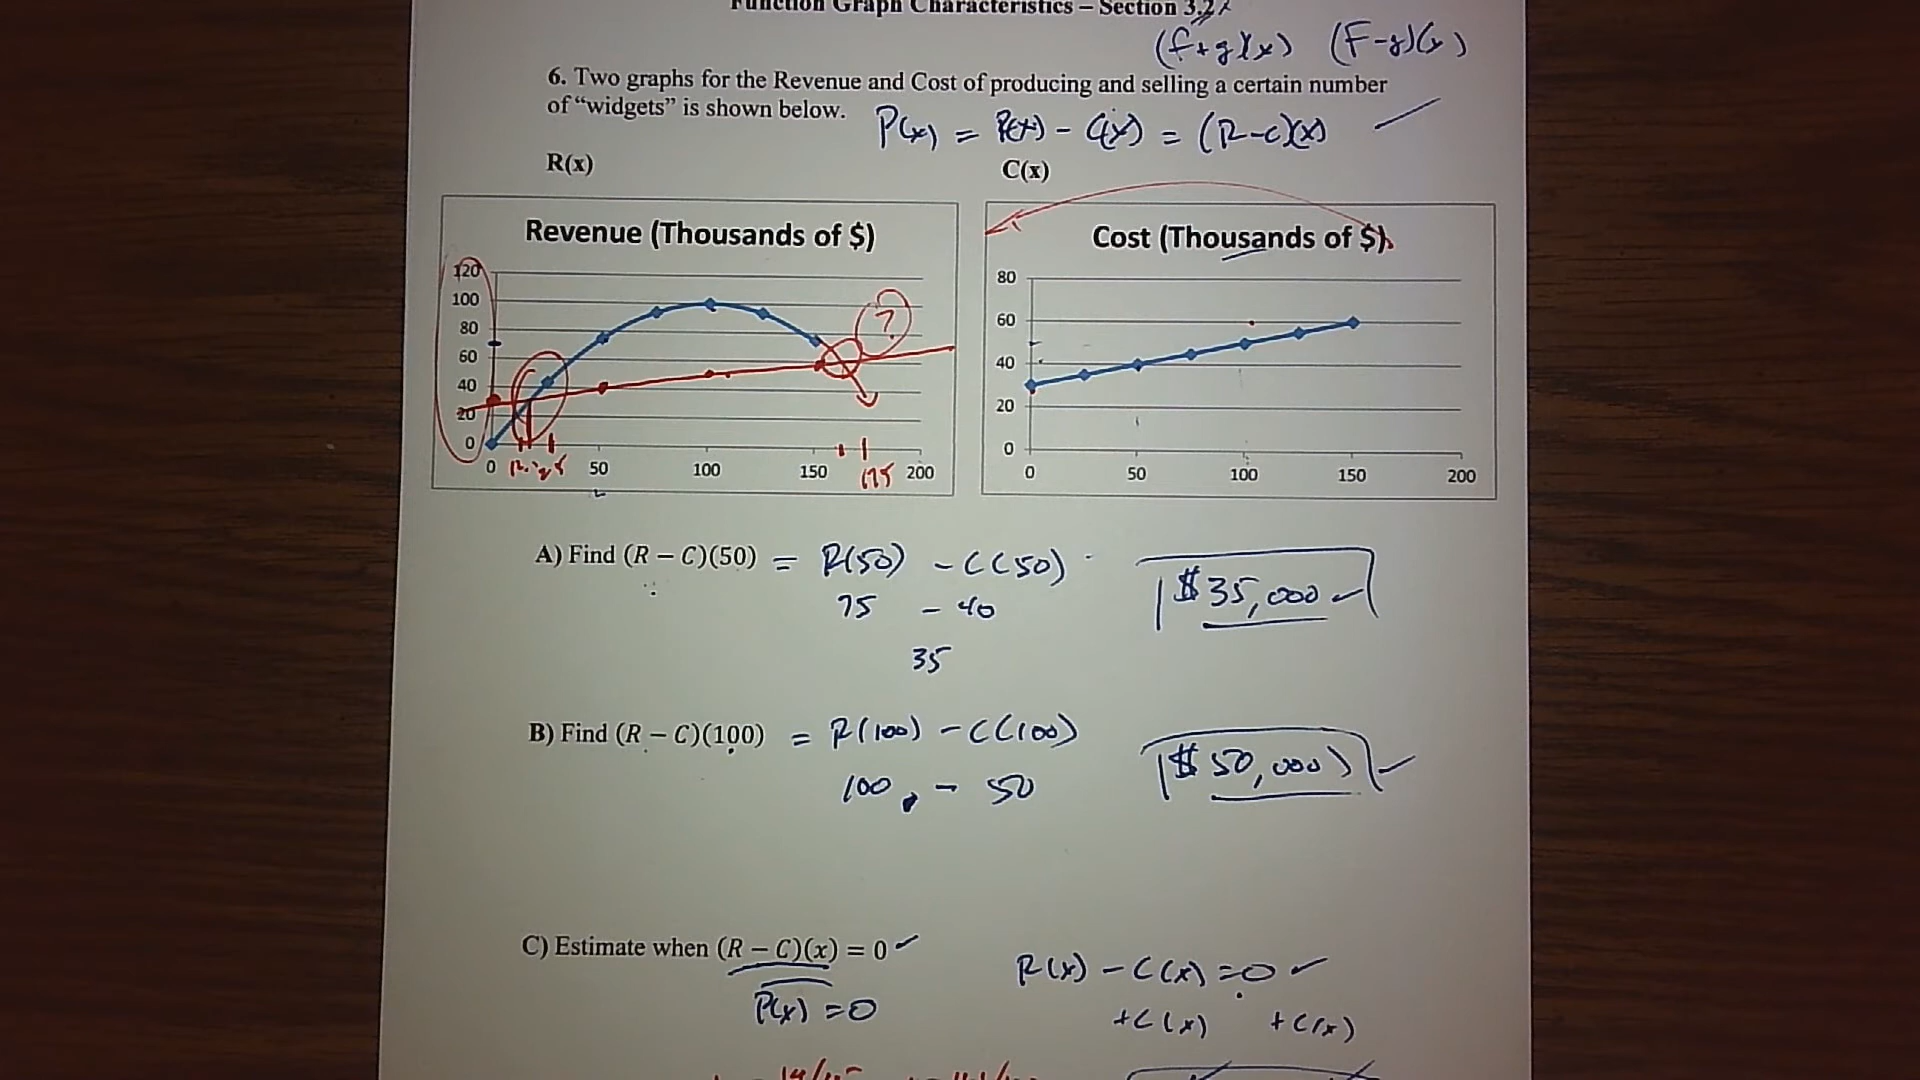 Function Graph Characteristics – Section 3.2
(f+g)(x) (F-g)(x)
6. Two graphs for the Revenue and Cost of producing and selling a certain number
of “widgets” is shown below.
P(x) = R(x) - C(x) = (R-C)(x)
R(x)
C(x)
Revenue (Thousands of $)
120
100
80
60
40
20
0
0 50 100 150 200
?
175
Cost (Thousands of $)
80
60
40
20
0
0 50 100 150 200
A) Find (R – C)(50) = R(50) - C(50)
75 - 40
35
$35,000
B) Find (R – C)(100) = R(100) - C(100)
100 - 50
$50,000
C) Estimate when (R – C)(x) = 0
P(x) = 0
R(x) - C(x) = 0
+C(x) +C(x)